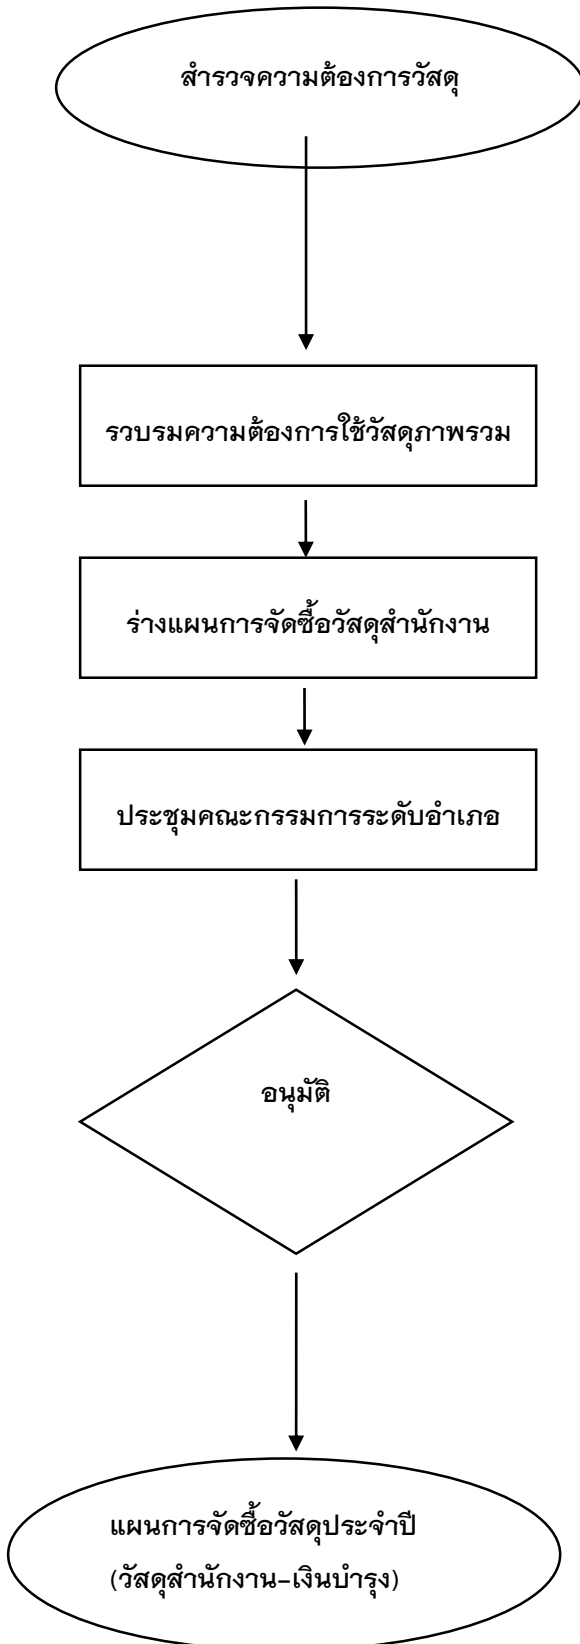 สำรวจความต้องการวัสดุ
รวบรมความต้องการใช้วัสดุภาพรวม
ร่างแผนการจัดซื้อวัสดุสำนักงาน
ประชุมคณะกรรมการระดับอำเภอ
อนุมัติ
แผนการจัดซื้อวัสดุประจำปี
(วัสดุสำนักงาน-เงินบำรุง)